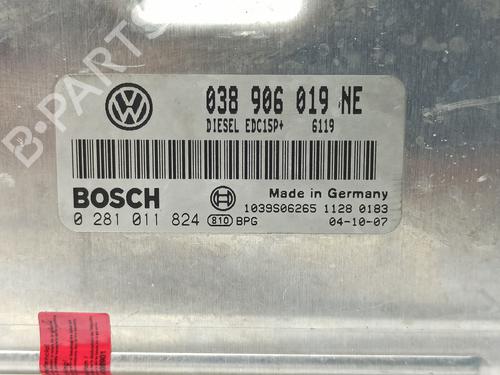 B-PARTS
VW
038 906 019 NE
DIESEL EDC15P+ 6119
BOSCH
Made in Germany
0 281 011 824 810 BPG
1039S06265 1128 0183
04-10-07